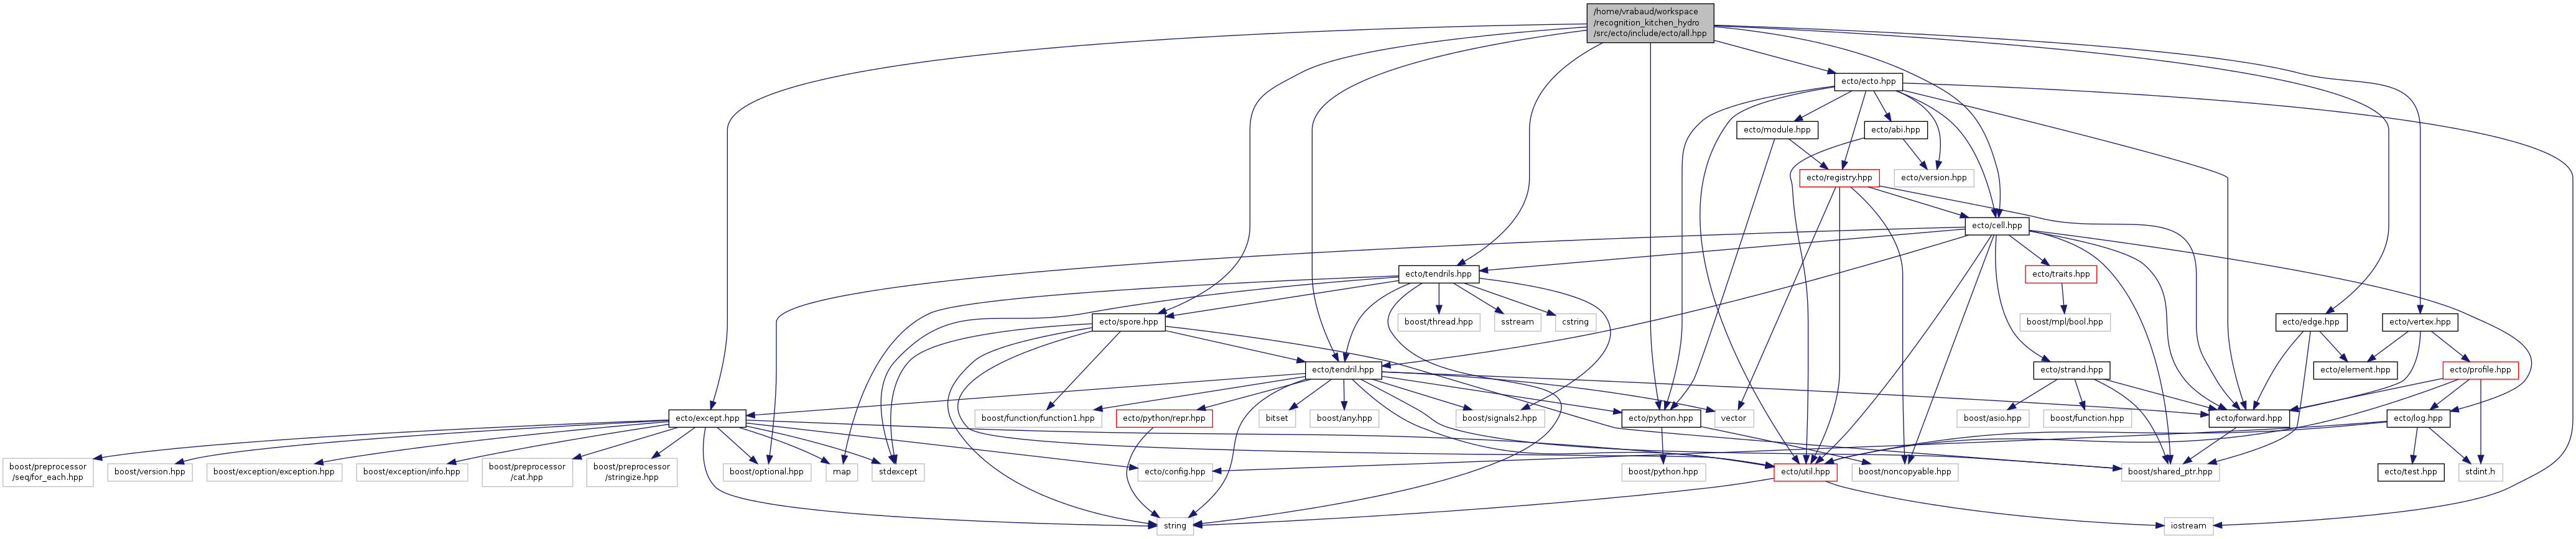 /home/vrabaud/workspace
/recognition_kitchen_hydro
/src/ecto/include/ecto/all.hpp
ecto/ecto.hpp
ecto/module.hpp
ecto/abi.hpp
ecto/registry.hpp
ecto/version.hpp
ecto/cell.hpp
ecto/tendrils.hpp
ecto/traits.hpp
ecto/spore.hpp
boost/thread.hpp
sstream
cstring
boost/mpl/bool.hpp
ecto/edge.hpp
ecto/vertex.hpp
ecto/tendril.hpp
ecto/strand.hpp
ecto/element.hpp
ecto/profile.hpp
ecto/except.hpp
boost/function/function1.hpp
ecto/python/repr.hpp
bitset
boost/any.hpp
boost/signals2.hpp
vector
ecto/python.hpp
boost/asio.hpp
boost/function.hpp
ecto/forward.hpp
ecto/log.hpp
boost/preprocessor
/seq/for_each.hpp
boost/version.hpp
boost/exception/exception.hpp
boost/exception/info.hpp
boost/preprocessor
/cat.hpp
boost/preprocessor
/stringize.hpp
boost/optional.hpp
map
stdexcept
ecto/config.hpp
boost/python.hpp
ecto/util.hpp
boost/noncopyable.hpp
boost/shared_ptr.hpp
ecto/test.hpp
stdint.h
string
iostream